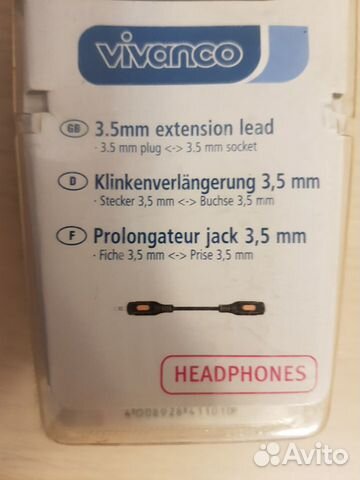 vivanco
GB 3.5mm extension lead
· 3.5 mm plug <-> 3.5 mm socket
D Klinkenverlängerung 3,5 mm
· Stecker 3,5 mm <-> Buchse 3,5 mm
F Prolongateur jack 3,5 mm
· Fiche 3,5 mm <-> Prise 3,5 mm
HEADPHONES
Avito